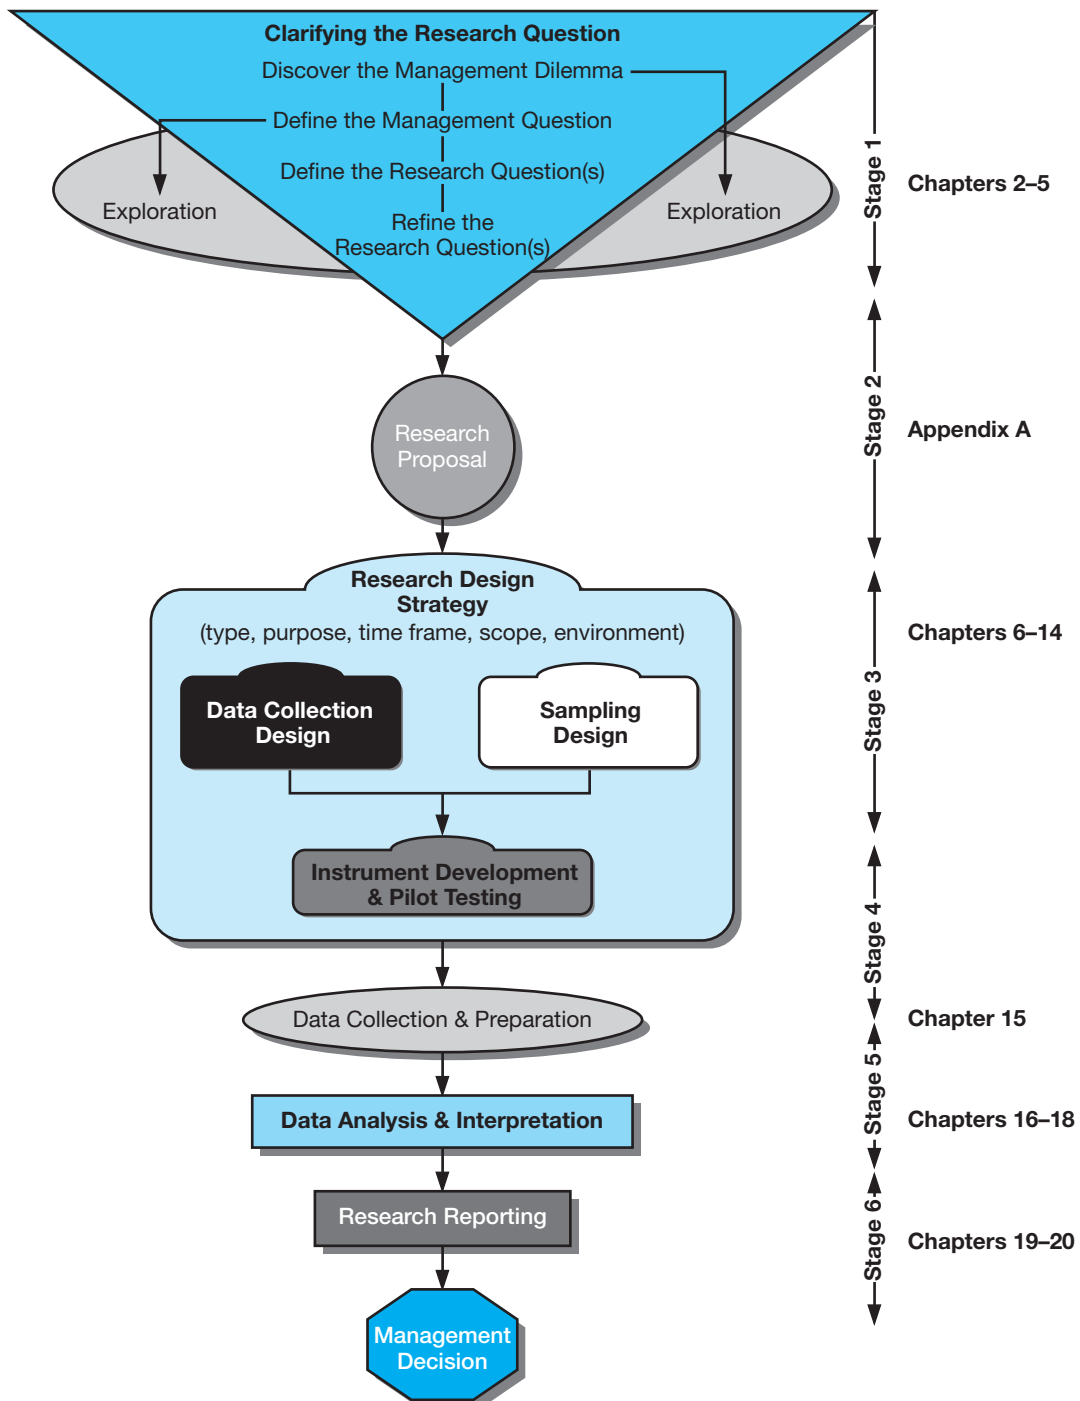 Clarifying the Research Question
Discover the Management Dilemma
Define the Management Question
Define the Research Question(s)
Exploration
Refine the
Research Question(s)
Exploration
Stage 1
Chapters 2–5
Research
Proposal
Stage 2
Appendix A
Research Design
Strategy
(type, purpose, time frame, scope, environment)
Data Collection
Design
Sampling
Design
Stage 3
Chapters 6–14
Instrument Development
& Pilot Testing
Stage 4
Data Collection & Preparation
Chapter 15
Stage 5
Data Analysis & Interpretation
Chapters 16–18
Research Reporting
Stage 6
Chapters 19–20
Management
Decision